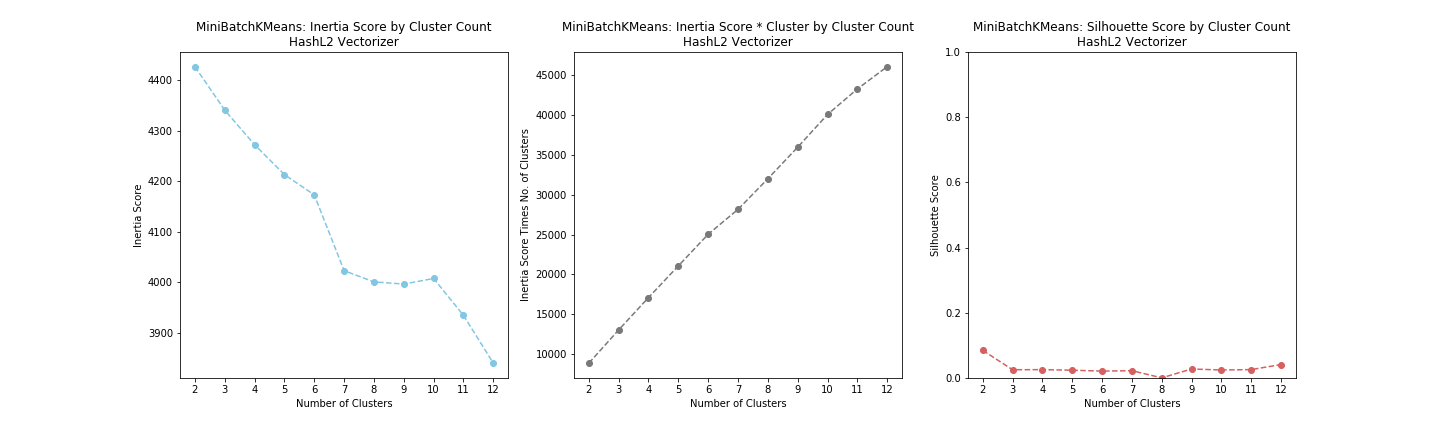 MiniBatchKMeans: Inertia Score by Cluster Count
HashL2 Vectorizer
4400
4300
4200
4100
4000
3900
Inertia Score
2 3 4 5 6 7 8 9 10 11 12
Number of Clusters
MiniBatchKMeans: Inertia Score * Cluster by Cluster Count
HashL2 Vectorizer
45000
40000
35000
30000
25000
20000
15000
10000
Inertia Score Times No. of Clusters
2 3 4 5 6 7 8 9 10 11 12
Number of Clusters
MiniBatchKMeans: Silhouette Score by Cluster Count
HashL2 Vectorizer
1.0
0.8
0.6
0.4
0.2
0.0
Silhouette Score
2 3 4 5 6 7 8 9 10 11 12
Number of Clusters